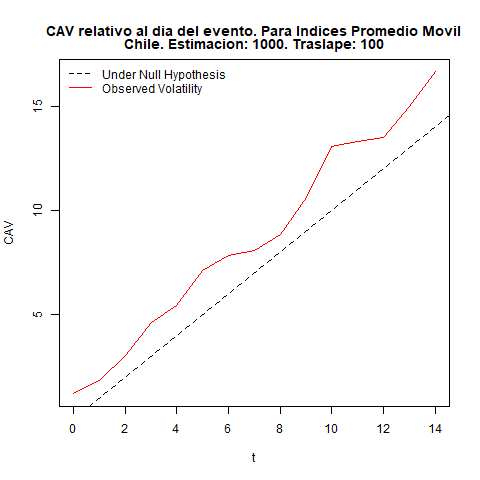 CAV relativo al dia del evento. Para Indices Promedio Movil
Chile. Estimacion: 1000. Traslape: 100
Under Null Hypothesis
Observed Volatility
CAV
15
10
5
0 2 4 6 8 10 12 14
t